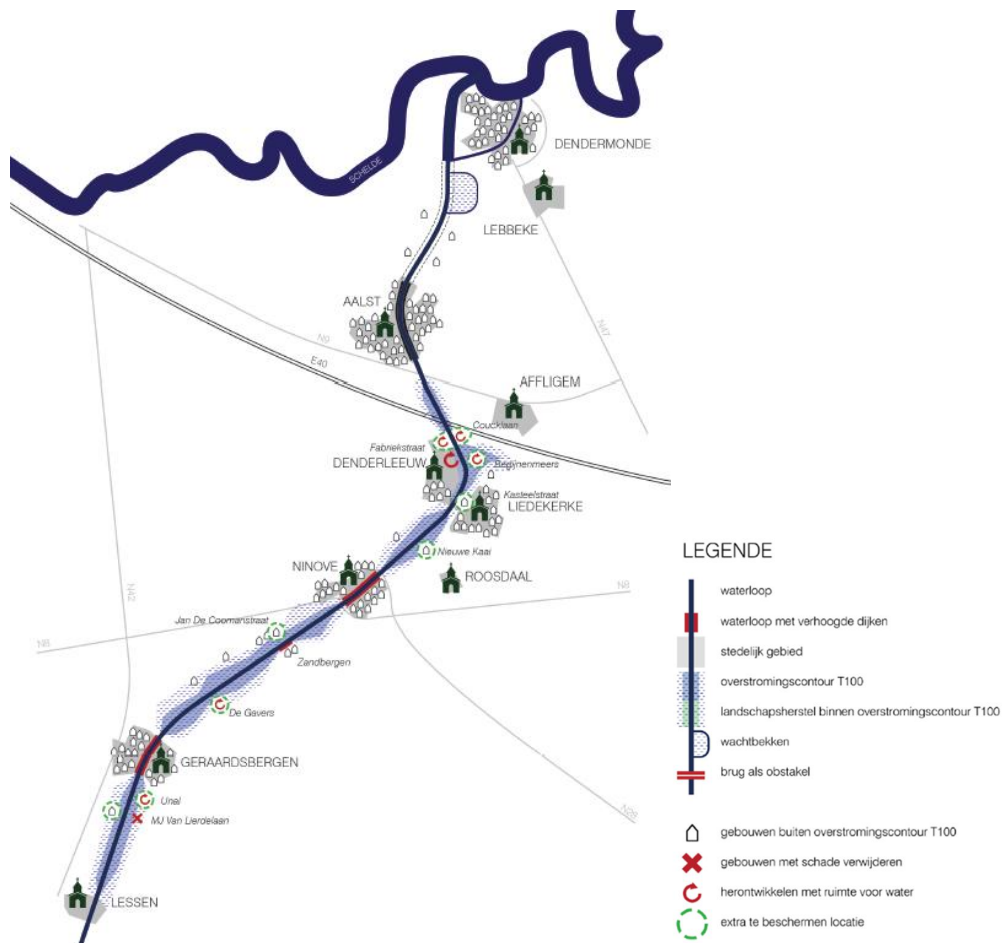 DENDERMONDE
SCHELDE
LEBBEKE
AALST
N9
E40
N47
AFFLIGEM
Coucklaan
Fabriekstraat
DENDERLEEUW
Bredijnenmeers
Kasteelstraat
LIEDEKERKE
Nieuwe Kaai
NINOVE
ROOSDAAL
N42
N8
N8
Jan De Coomanstraat
Zandbergen
De Gavers
GERAARDSBERGEN
Unal
MJ Van Lierdelaan
N28
LESSEN
LEGENDE
waterloop
waterloop met verhoogde dijken
stedelijk gebied
overstromingscontour T100
landschapsherstel binnen overstromingscontour T100
wachtbekken
brug als obstakel
gebouwen buiten overstromingscontour T100
gebouwen met schade verwijderen
herontwikkelen met ruimte voor water
extra te beschermen locatie